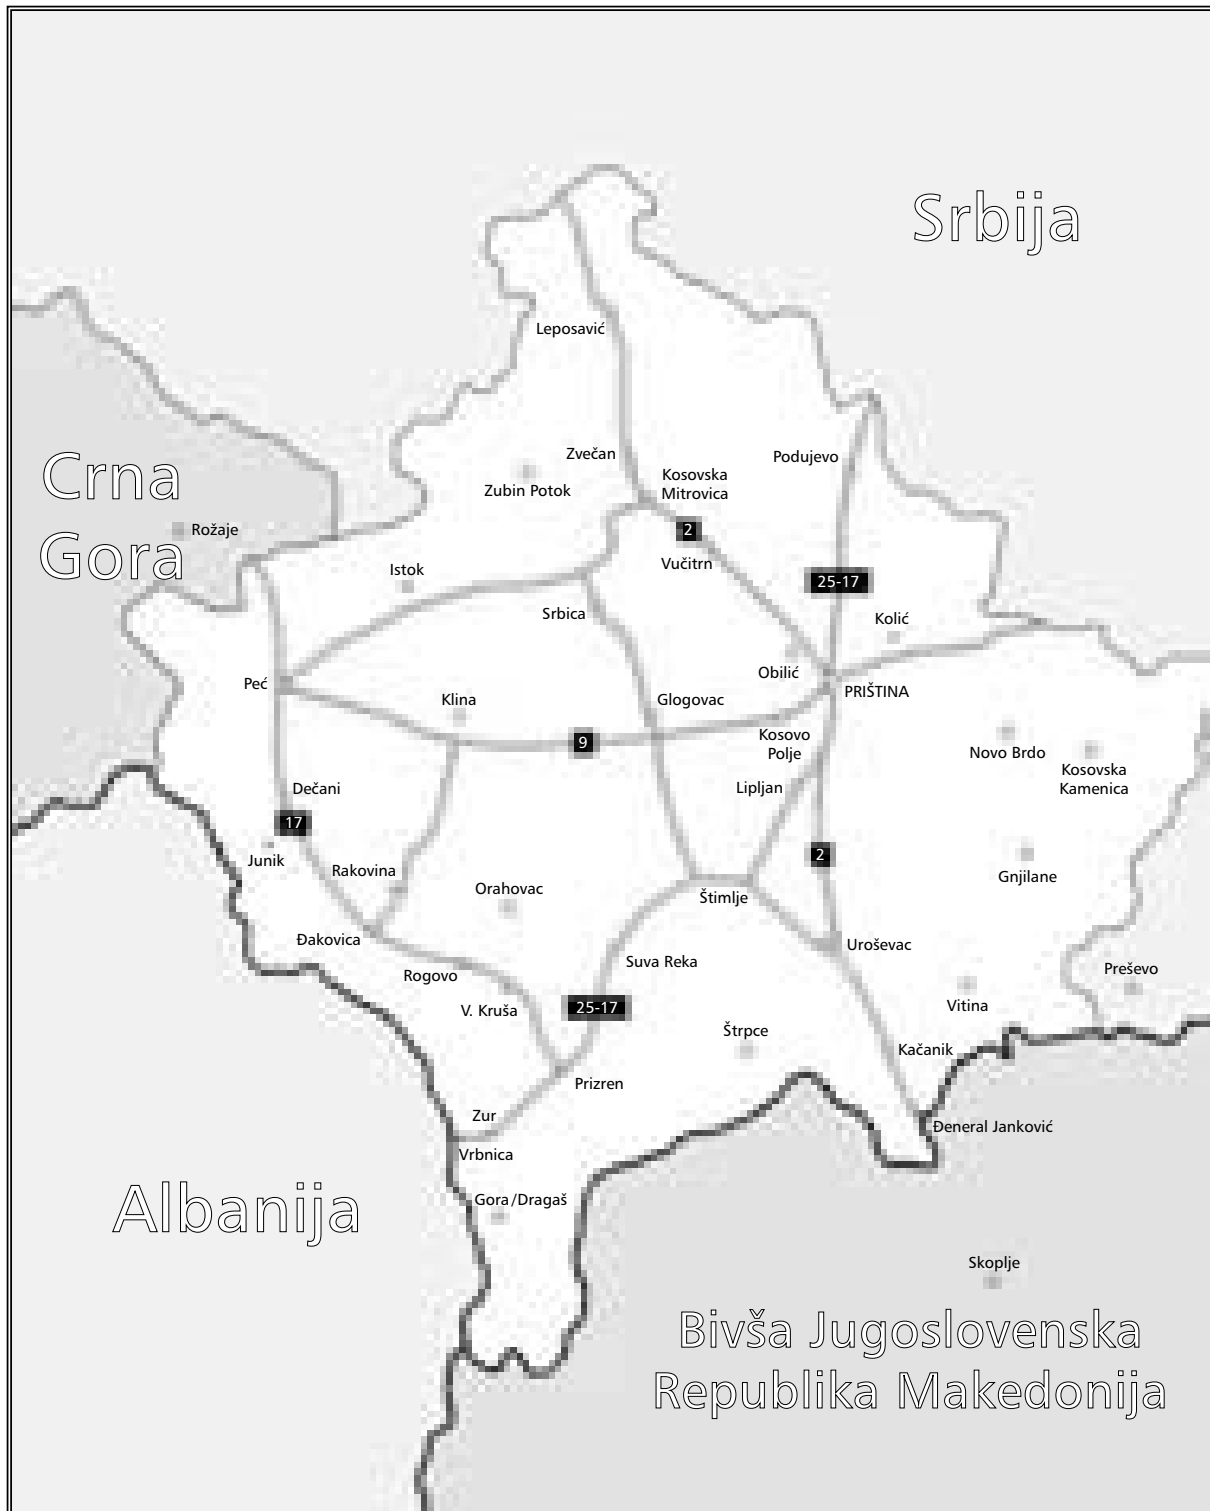 Srbija
Leposavić
Zvečan
Podujevo
Kosovska
Mitrovica
Zubin Potok
Crna
Gora
Rožaje
2
Vučitrn
Istok
25-17
Srbica
Kolić
Obilić
Peć
PRIŠTINA
Klina
Glogovac
Kosovo
Polje
9
Novo Brdo
Kosovska
Kamenica
Dečani
Lipljan
17
2
Junik
Rakovina
Orahovac
Štimlje
Gnjilane
Đakovica
Uroševac
Rogovo
Suva Reka
Preševo
V. Kruša
25-17
Vitina
Štrpce
Kačanik
Prizren
Zur
Đeneral Janković
Vrbnica
Albanija
Gora/Dragaš
Skoplje
Bivša Jugoslovenska
Republika Makedonija